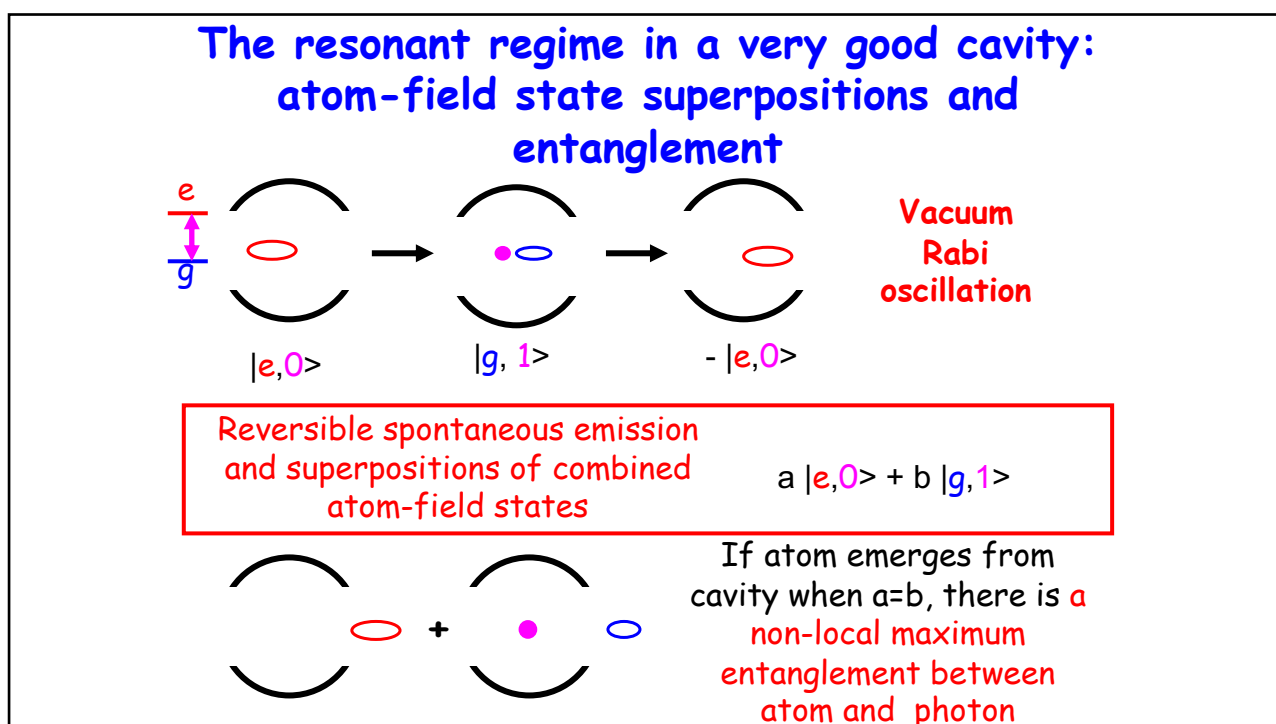 The resonant regime in a very good cavity:
atom-field state superpositions and
entanglement
e
g
Vacuum
Rabi
oscillation
|e,0>
|g, 1>
- |e,0>
Reversible spontaneous emission
and superpositions of combined
atom-field states
a |e,0> + b |g,1>
+
If atom emerges from
cavity when a=b, there is a
non-local maximum
entanglement between
atom and photon